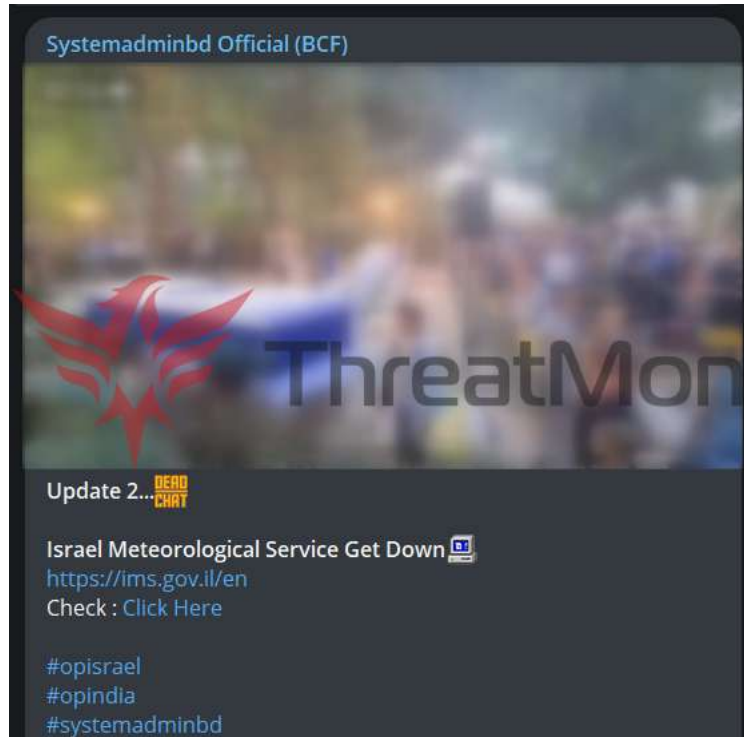 Systemadminbd Official (BCF)
ThreatMon
Update 2...DEAD CHAT
Israel Meteorological Service Get Down
https://ims.gov.il/en
Check : Click Here
#opisrael
#opindia
#systemadminbd